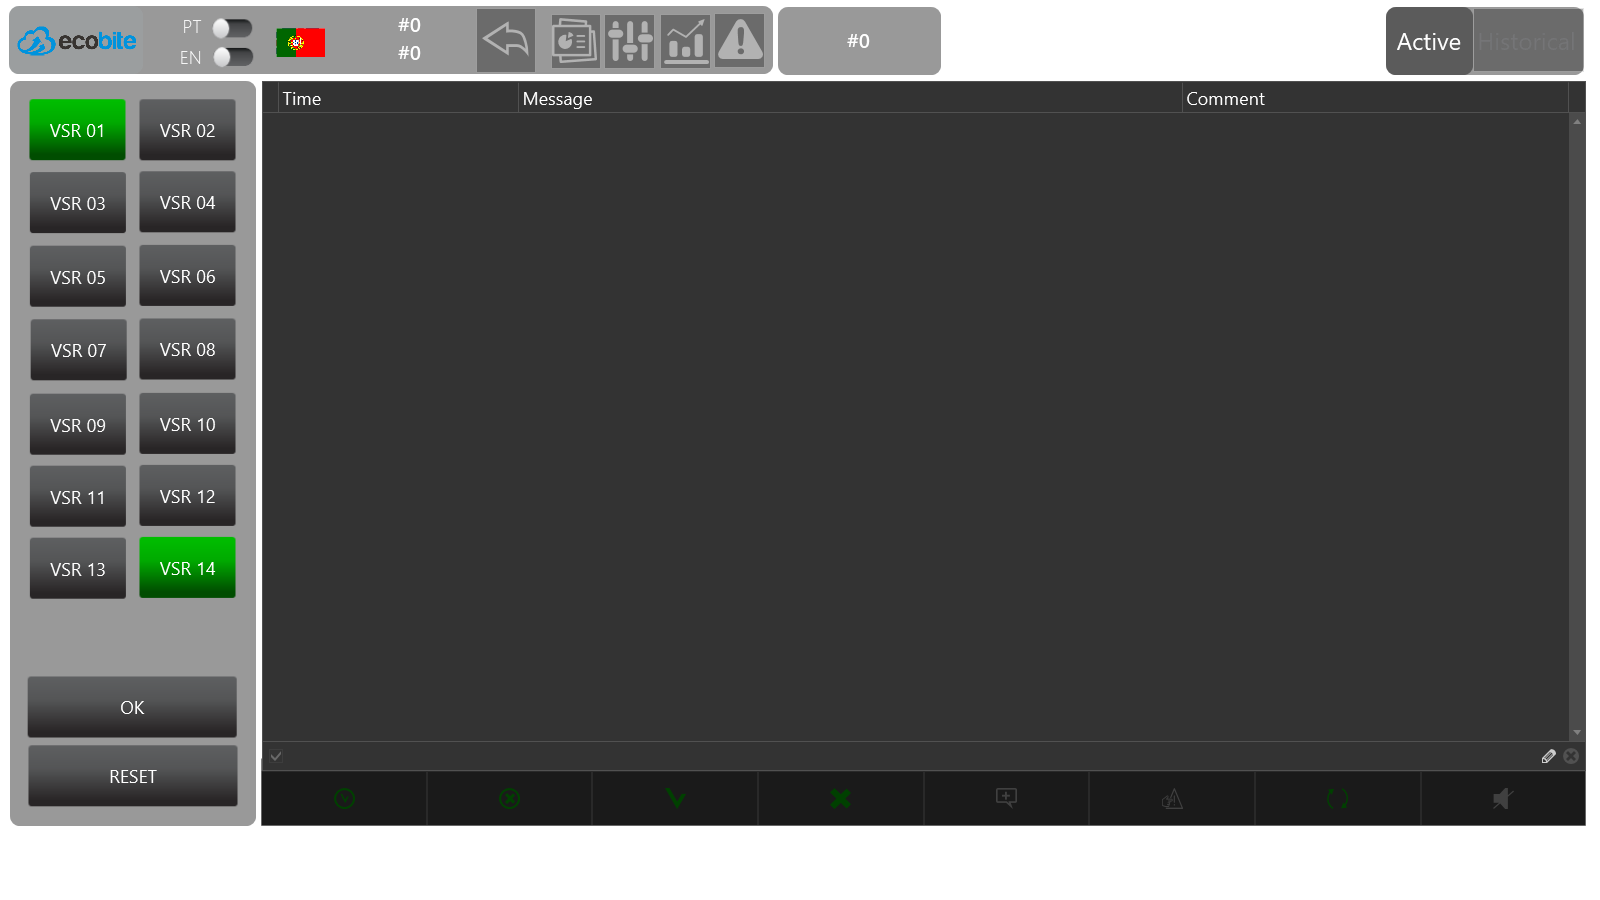 ecobite
PT
EN
#0
#0
#0
Active
Historical
Time
Message
Comment
VSR 01
VSR 02
VSR 03
VSR 04
VSR 05
VSR 06
VSR 07
VSR 08
VSR 09
VSR 10
VSR 11
VSR 12
VSR 13
VSR 14
OK
RESET